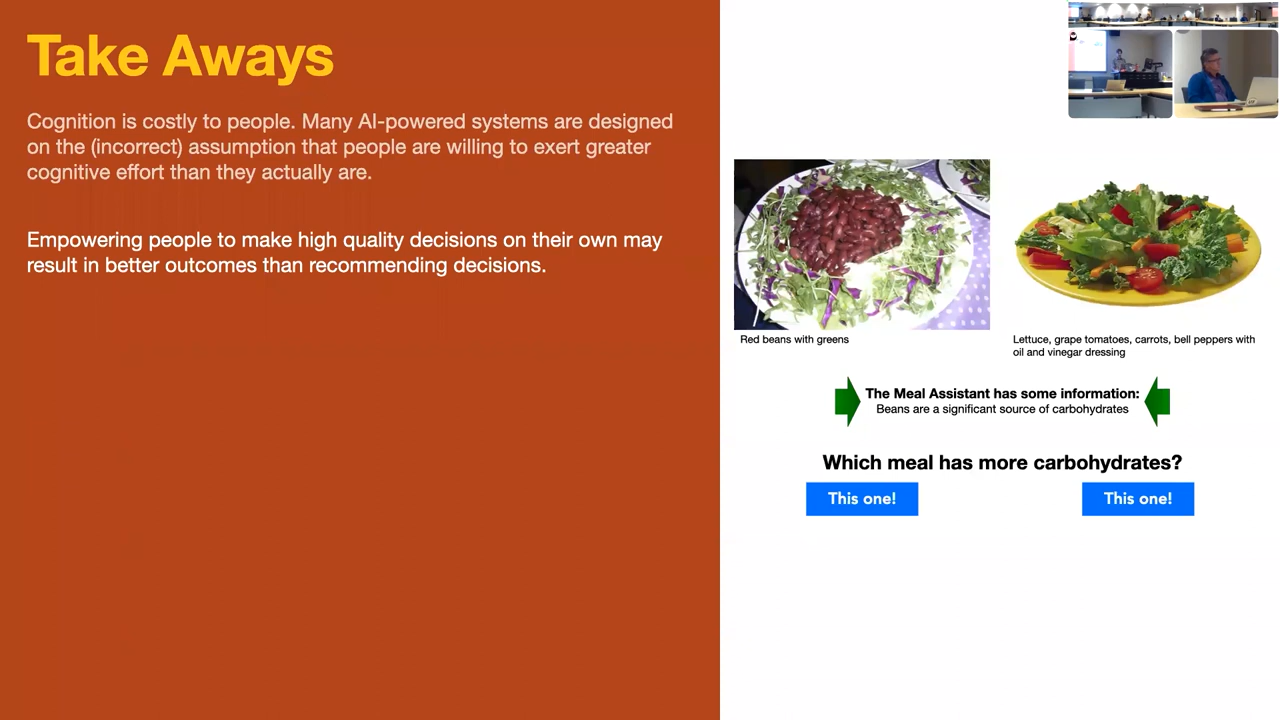 Take Aways
Cognition is costly to people. Many AI-powered systems are designed
on the (incorrect) assumption that people are willing to exert greater
cognitive effort than they actually are.
Empowering people to make high quality decisions on their own may
result in better outcomes than recommending decisions.
Red beans with greens
Lettuce, grape tomatoes, carrots, bell peppers with
oil and vinegar dressing
The Meal Assistant has some information:
Beans are a significant source of carbohydrates
Which meal has more carbohydrates?
This one!
This one!